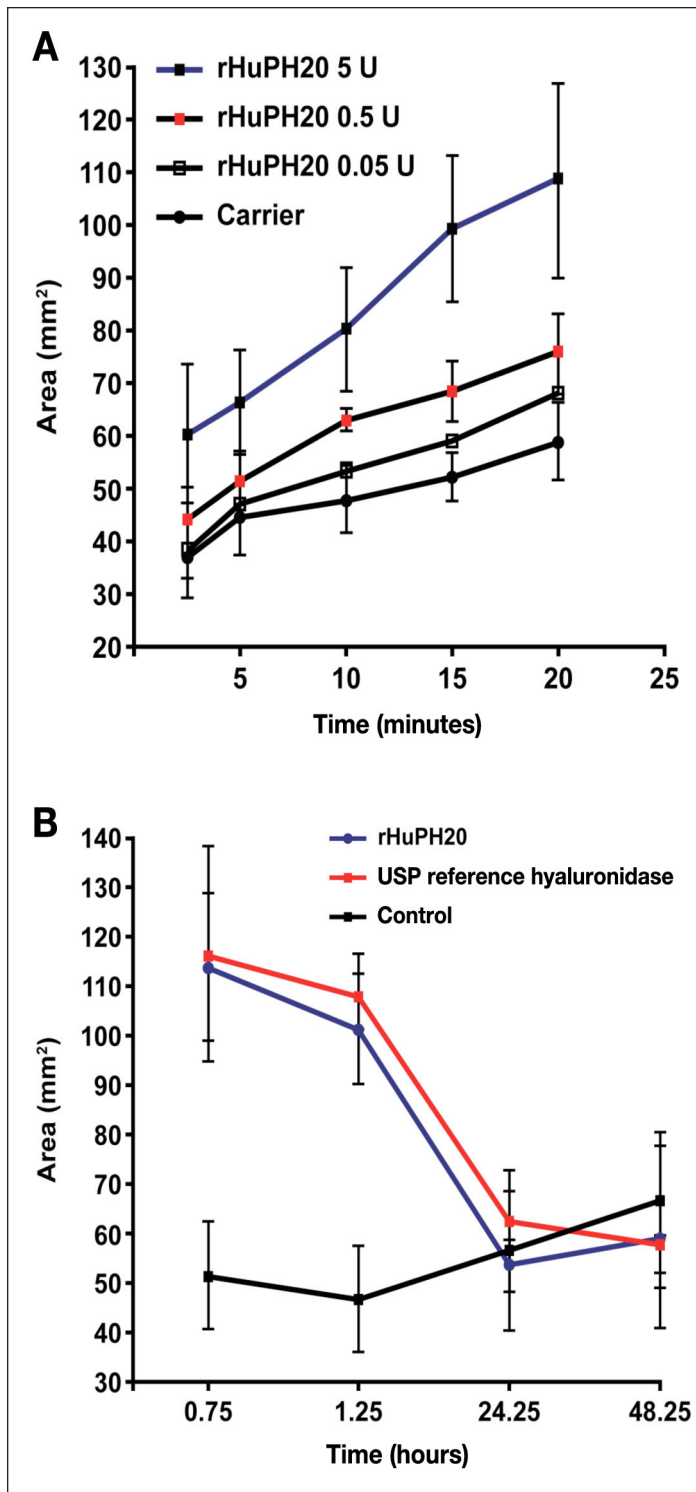 A
130
120
110
100
90
80
70
60
50
40
30
20
Area (mm²)
rHuPH20 5 U
rHuPH20 0.5 U
rHuPH20 0.05 U
Carrier
5
10
15
20
25
Time (minutes)
B
140
130
120
110
100
90
80
70
60
50
40
30
Area (mm²)
rHuPH20
USP reference hyaluronidase
Control
0.75
1.25
24.25
48.25
Time (hours)